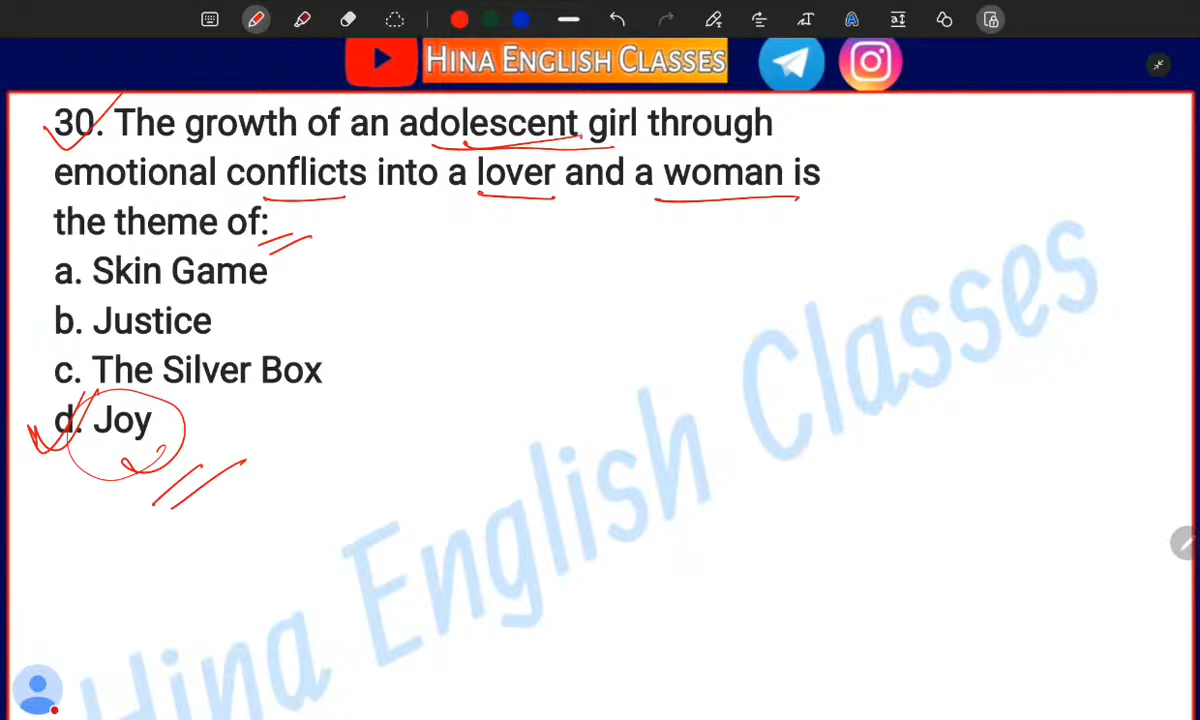 HINA ENGLISH CLASSES
30. The growth of an adolescent girl through
emotional conflicts into a lover and a woman is
the theme of:
a. Skin Game
b. Justice
c. The Silver Box
d. Joy
Hina English Classes